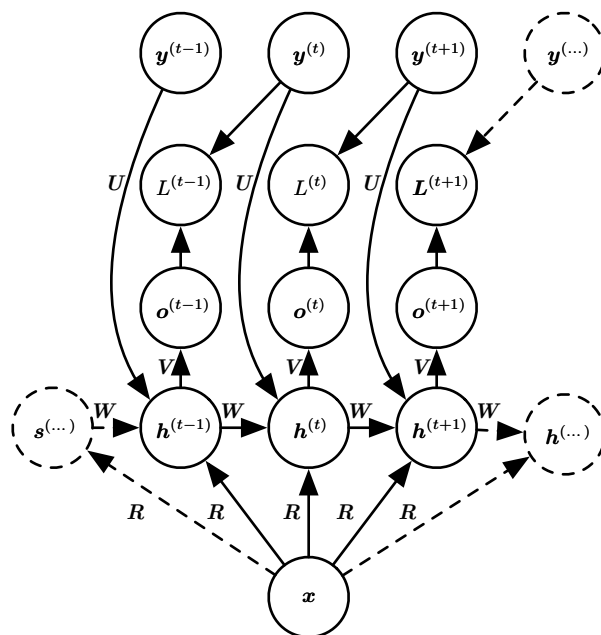 y^(t−1) y^(t) y^(t+1) y^(...)
U U U
L^(t−1) L^(t) L^(t+1)
o^(t−1) o^(t) o^(t+1)
V V V
W W W W
s^(...) h^(t−1) h^(t) h^(t+1) h^(...)
R R R R R
x